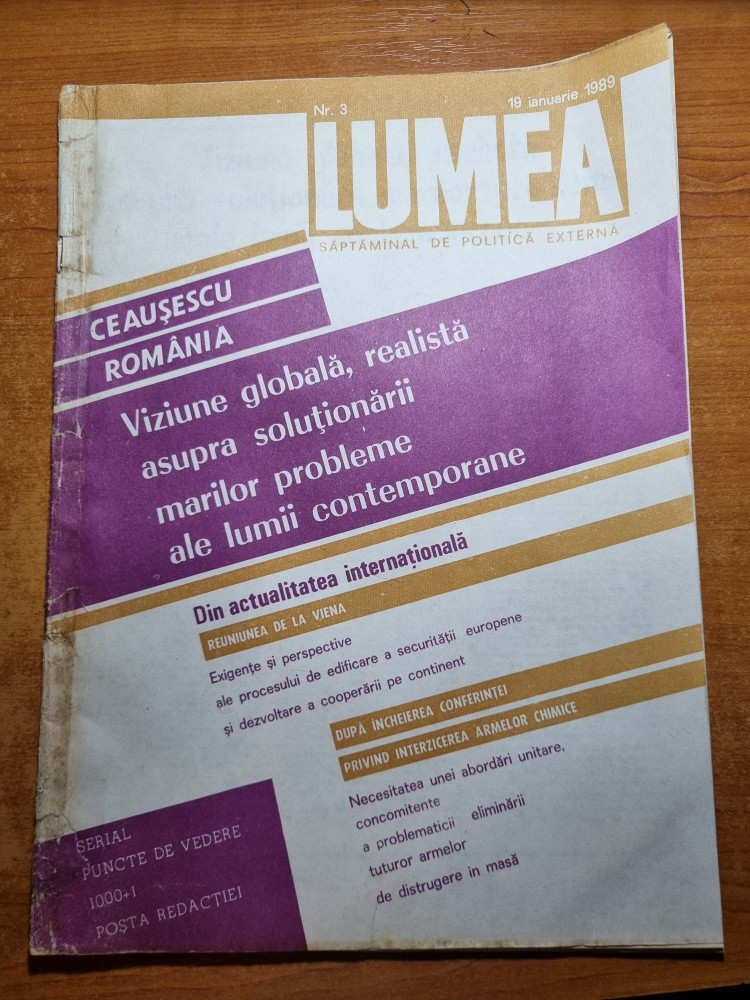 Nr. 3
19 ianuarie 1989
LUMEA
SĂPTĂMÎNAL DE POLITICĂ EXTERNĂ
CEAUŞESCU
ROMÂNIA
Viziune globală, realistă
asupra soluţionării
marilor probleme
ale lumii contemporane
Din actualitatea internaţională
REUNIUNEA DE LA VIENA
Exigenţe şi perspective
ale procesului de edificare a securităţii europene
şi dezvoltare a cooperării pe continent
DUPĂ ÎNCHEIEREA CONFERINŢEI
PRIVIND INTERZICEREA ARMELOR CHIMICE
Necesitatea unei abordări unitare,
concomitente
a problematicii eliminării
tuturor armelor
de distrugere în masă
SERIAL
PUNCTE DE VEDERE
1000+1
POŞTA REDACŢIEI